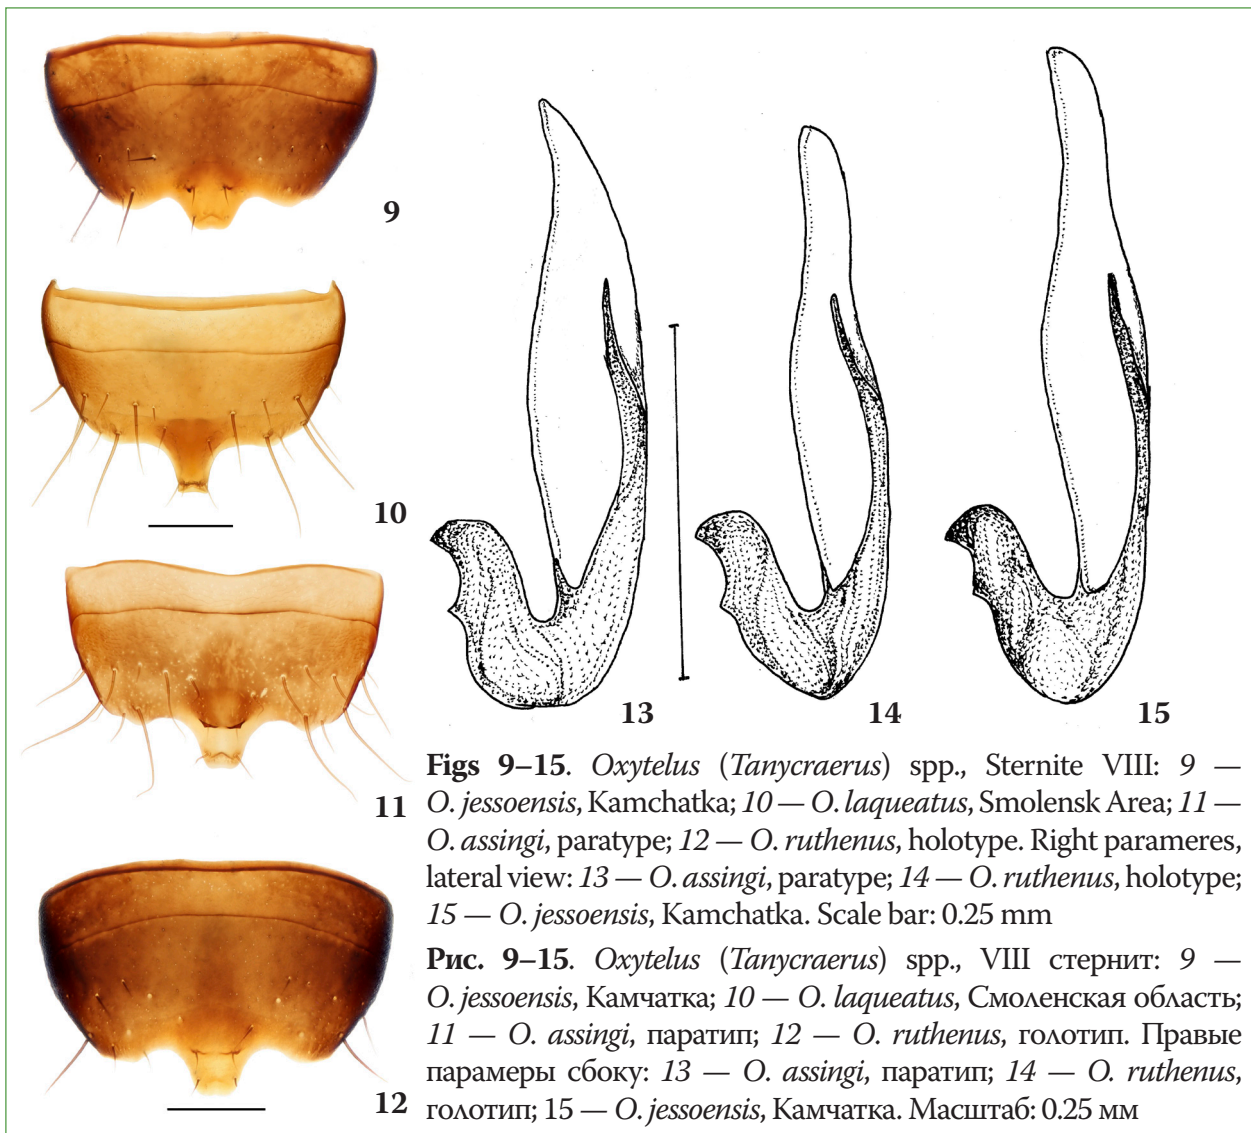 9
10
11
12
13
14
15
Figs 9–15. Oxytelus (Tanycraerus) spp., Sternite VIII: 9 —
O. jessoensis, Kamchatka; 10 — O. laqueatus, Smolensk Area; 11 —
O. assingi, paratype; 12 — O. ruthenus, holotype. Right parameres,
lateral view: 13 — O. assingi, paratype; 14 — O. ruthenus, holotype;
15 — O. jessoensis, Kamchatka. Scale bar: 0.25 mm
Рис. 9–15. Oxytelus (Tanycraerus) spp., VIII стернит: 9 —
O. jessoensis, Камчатка; 10 — O. laqueatus, Смоленская область;
11 — O. assingi, паратип; 12 — O. ruthenus, голотип. Правые
парамеры сбоку: 13 — O. assingi, паратип; 14 — O. ruthenus,
голотип; 15 — O. jessoensis, Камчатка. Масштаб: 0.25 мм